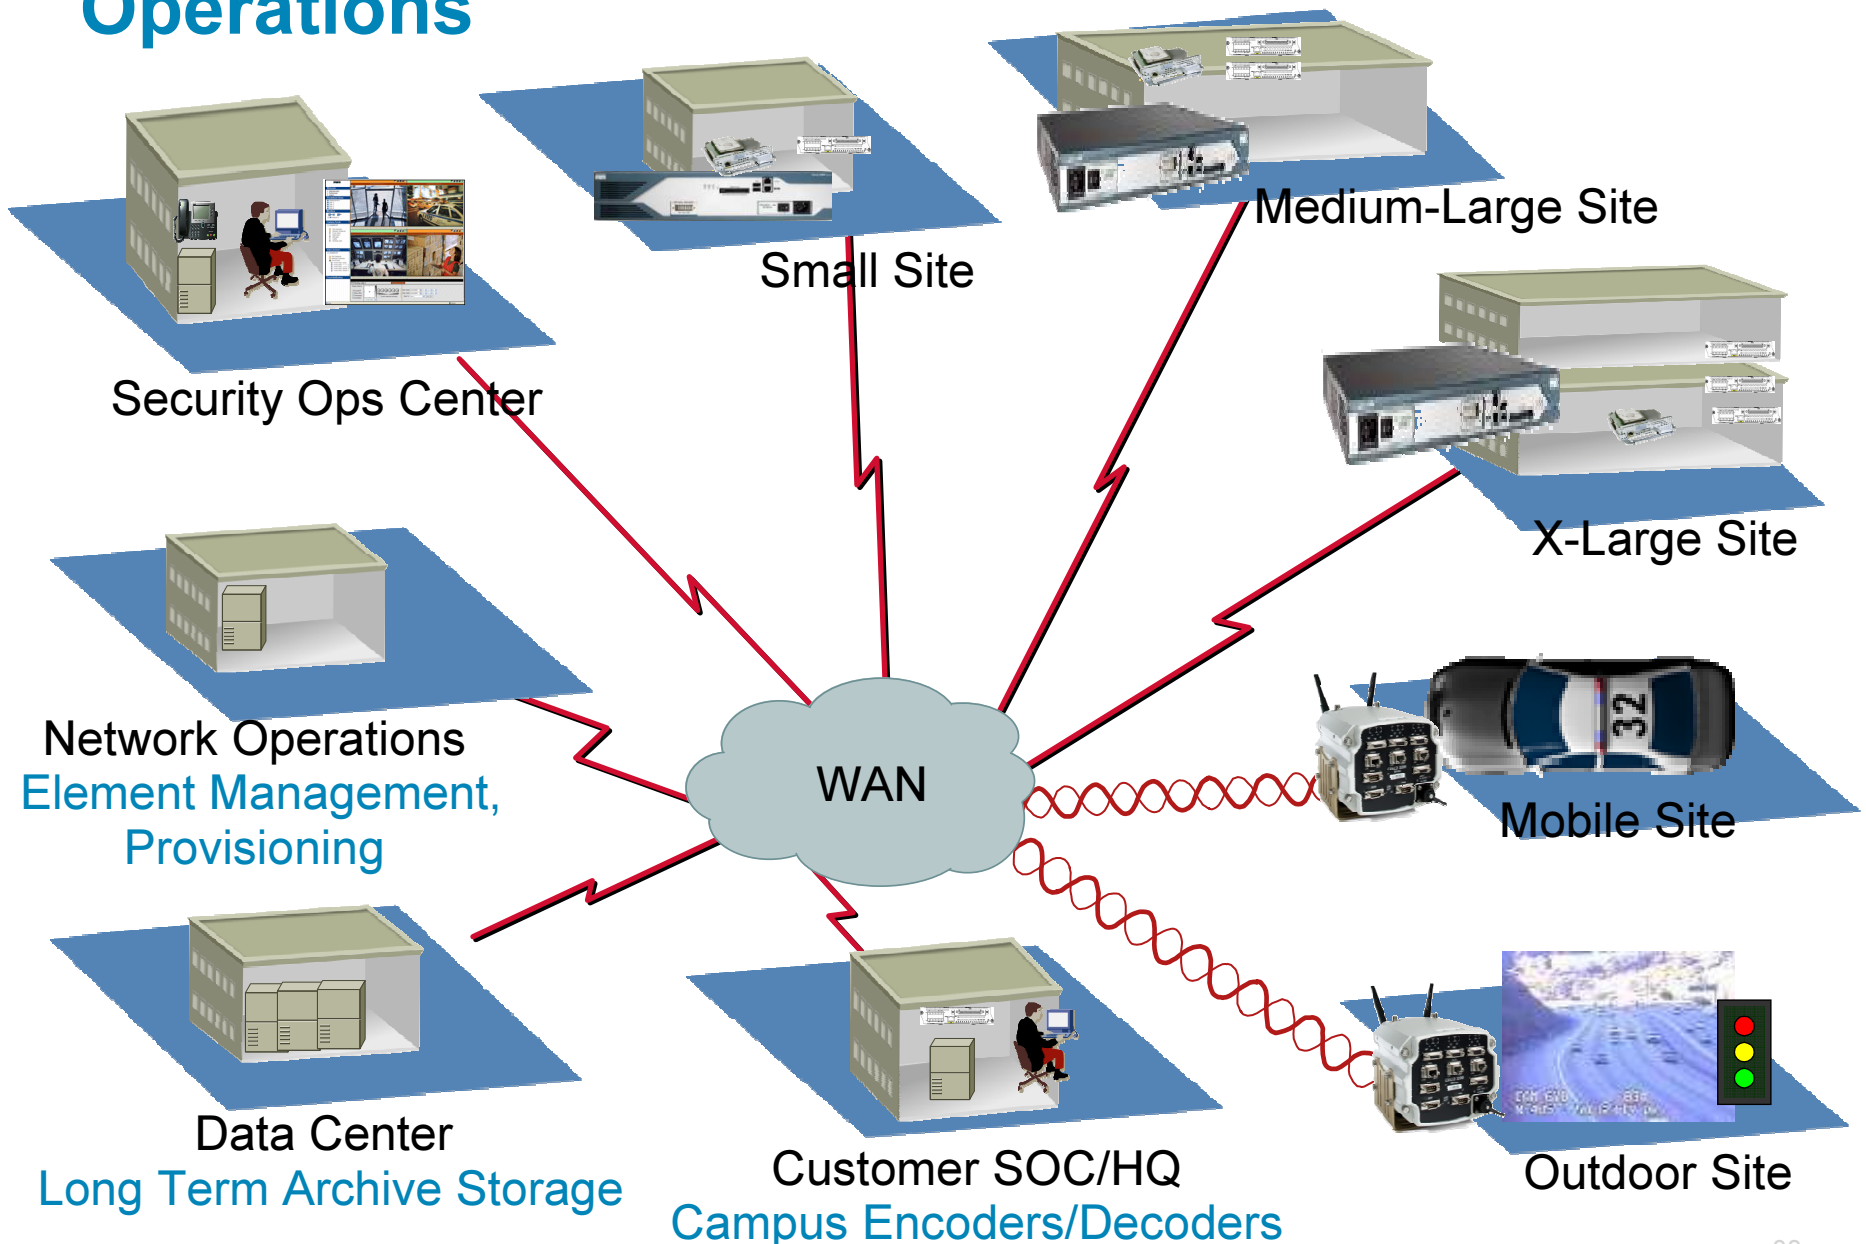 Operations
Medium-Large Site
Small Site
Security Ops Center
X-Large Site
32
Network Operations
Element Management,
Provisioning
WAN
Mobile Site
Data Center
Long Term Archive Storage
Customer SOC/HQ
Campus Encoders/Decoders
Outdoor Site